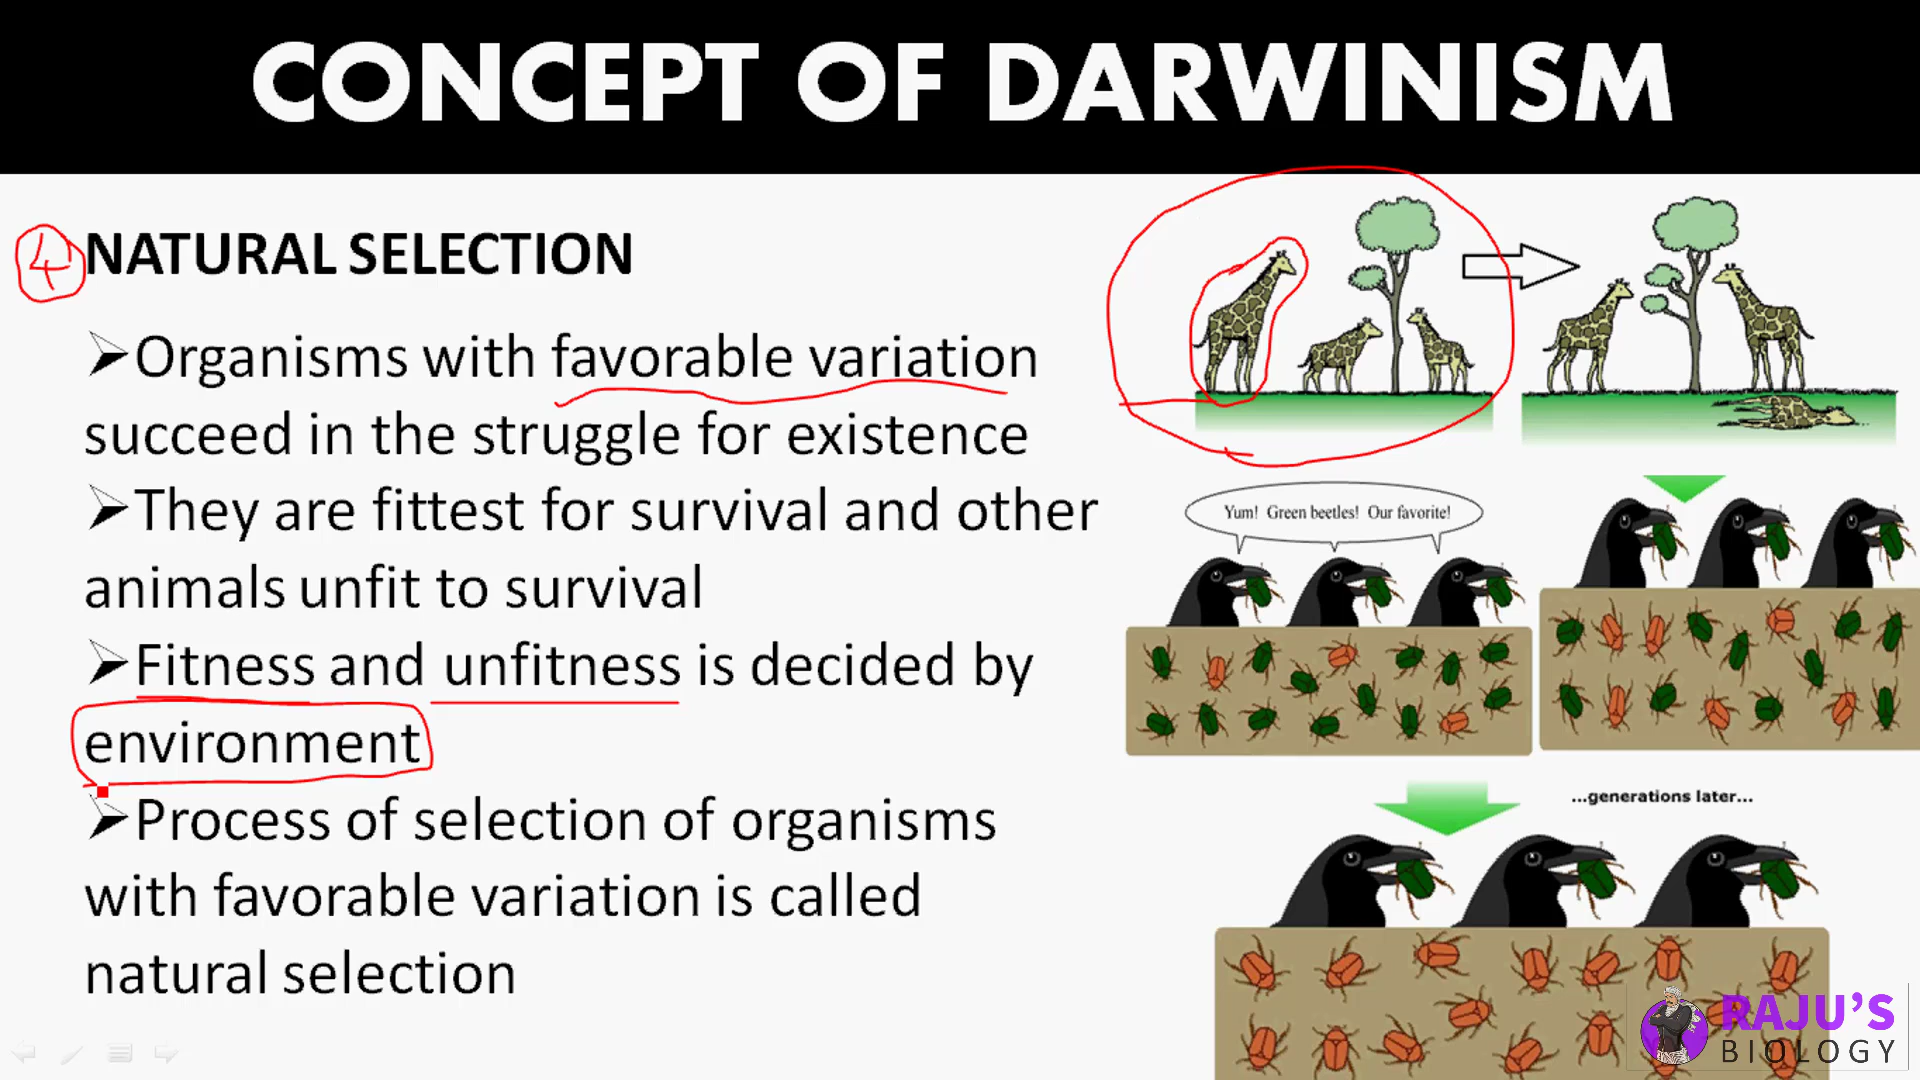 CONCEPT OF DARWINISM
4
NATURAL SELECTION
➢Organisms with favorable variation
succeed in the struggle for existence
➢They are fittest for survival and other
animals unfit to survival
➢Fitness and unfitness is decided by
environment
➢Process of selection of organisms
with favorable variation is called
natural selection
Yum! Green beetles! Our favorite!
...generations later...
RAJU'S
BIOLOGY